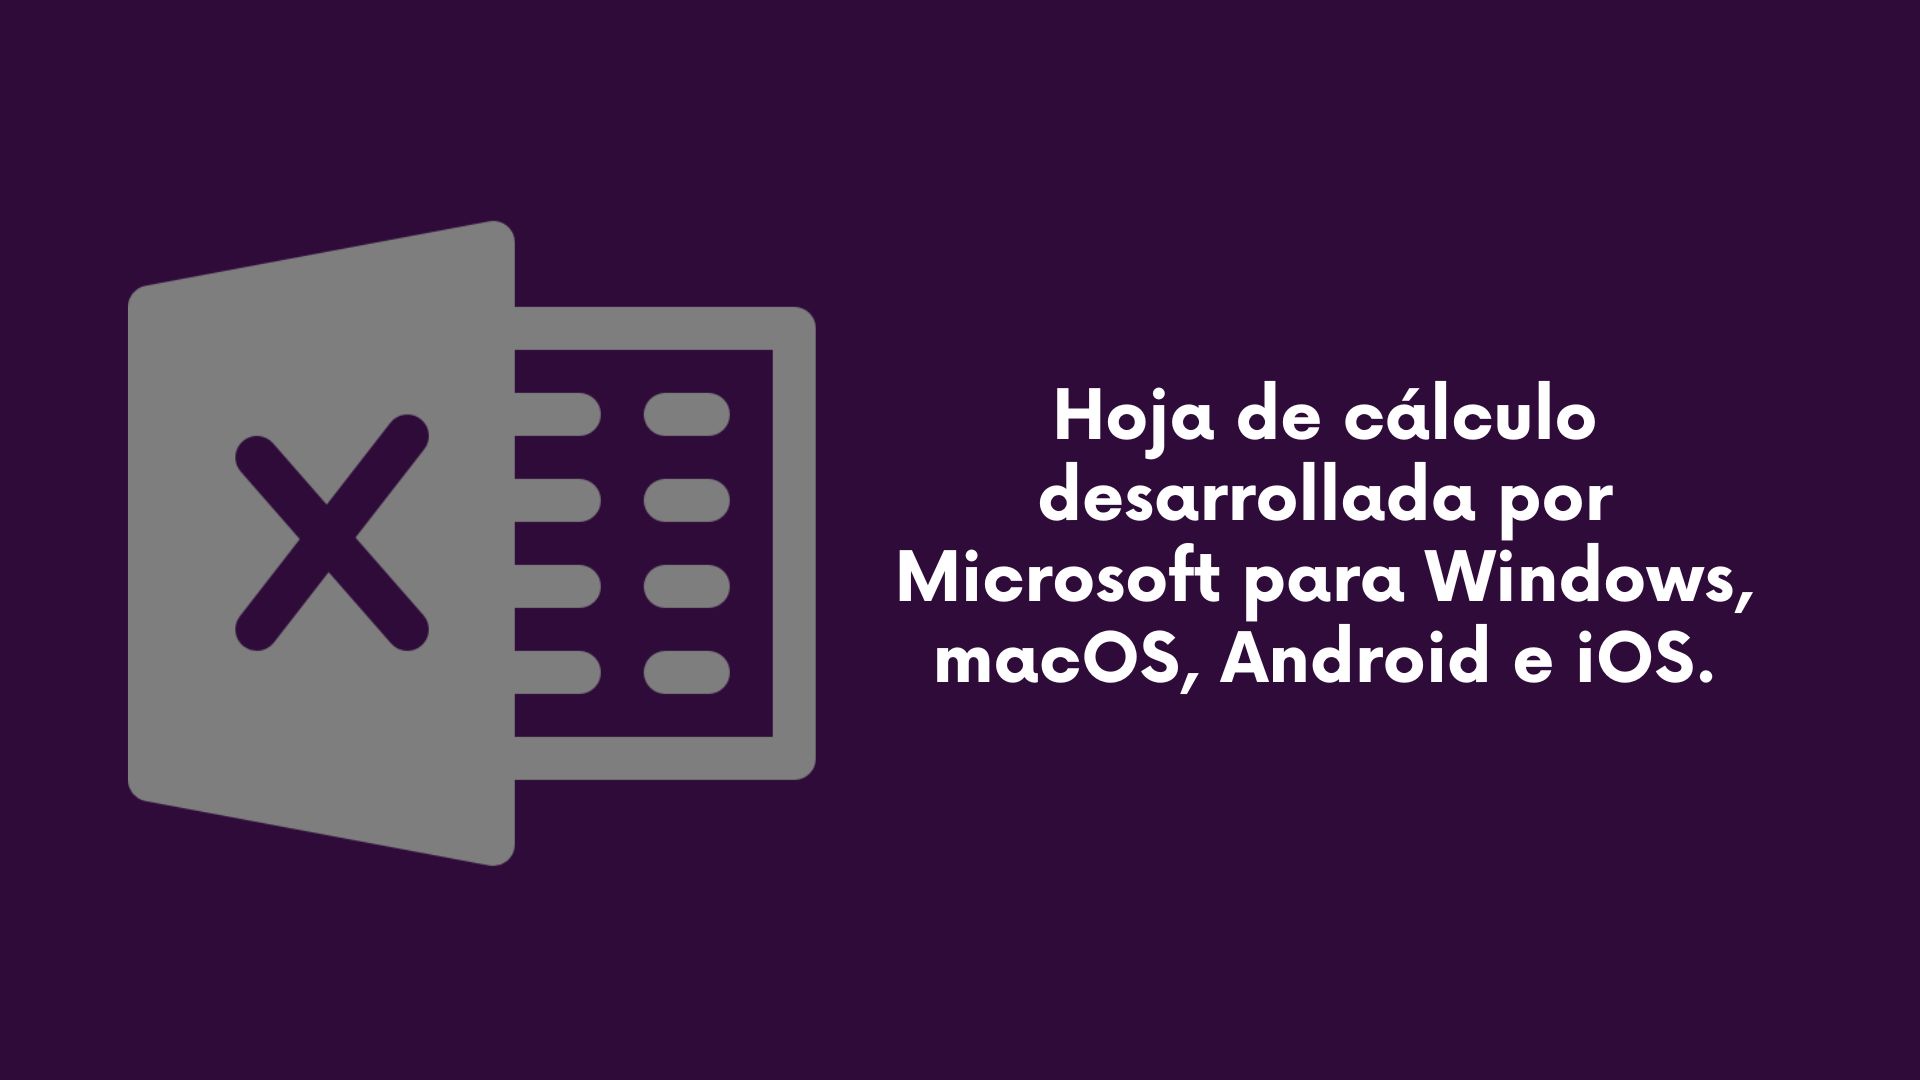 X
Hoja de cálculo
desarrollada por
Microsoft para Windows,
macOS, Android e iOS.